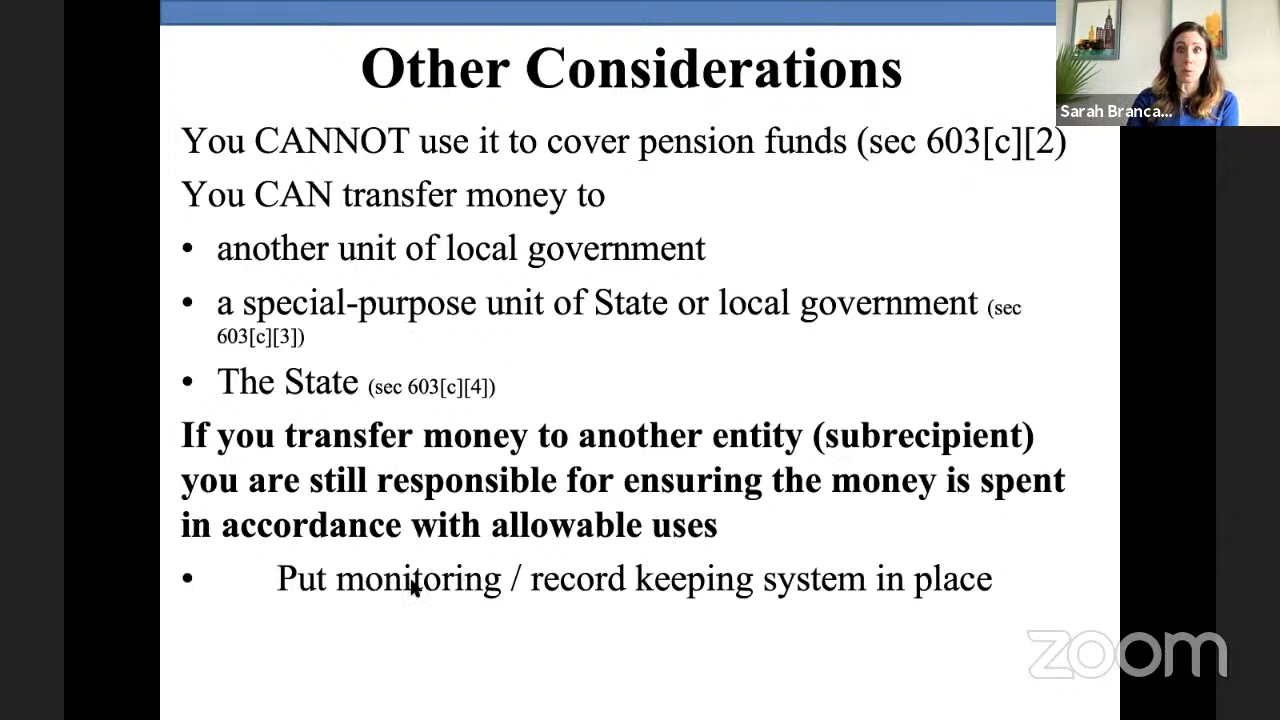 Other Considerations
Sarah Branca...
You CANNOT use it to cover pension funds (sec 603[c][2)
You CAN transfer money to
• another unit of local government
• a special-purpose unit of State or local government (sec
603[c][3])
• The State (sec 603[c][4])
If you transfer money to another entity (subrecipient)
you are still responsible for ensuring the money is spent
in accordance with allowable uses
• Put monitoring / record keeping system in place
zoom